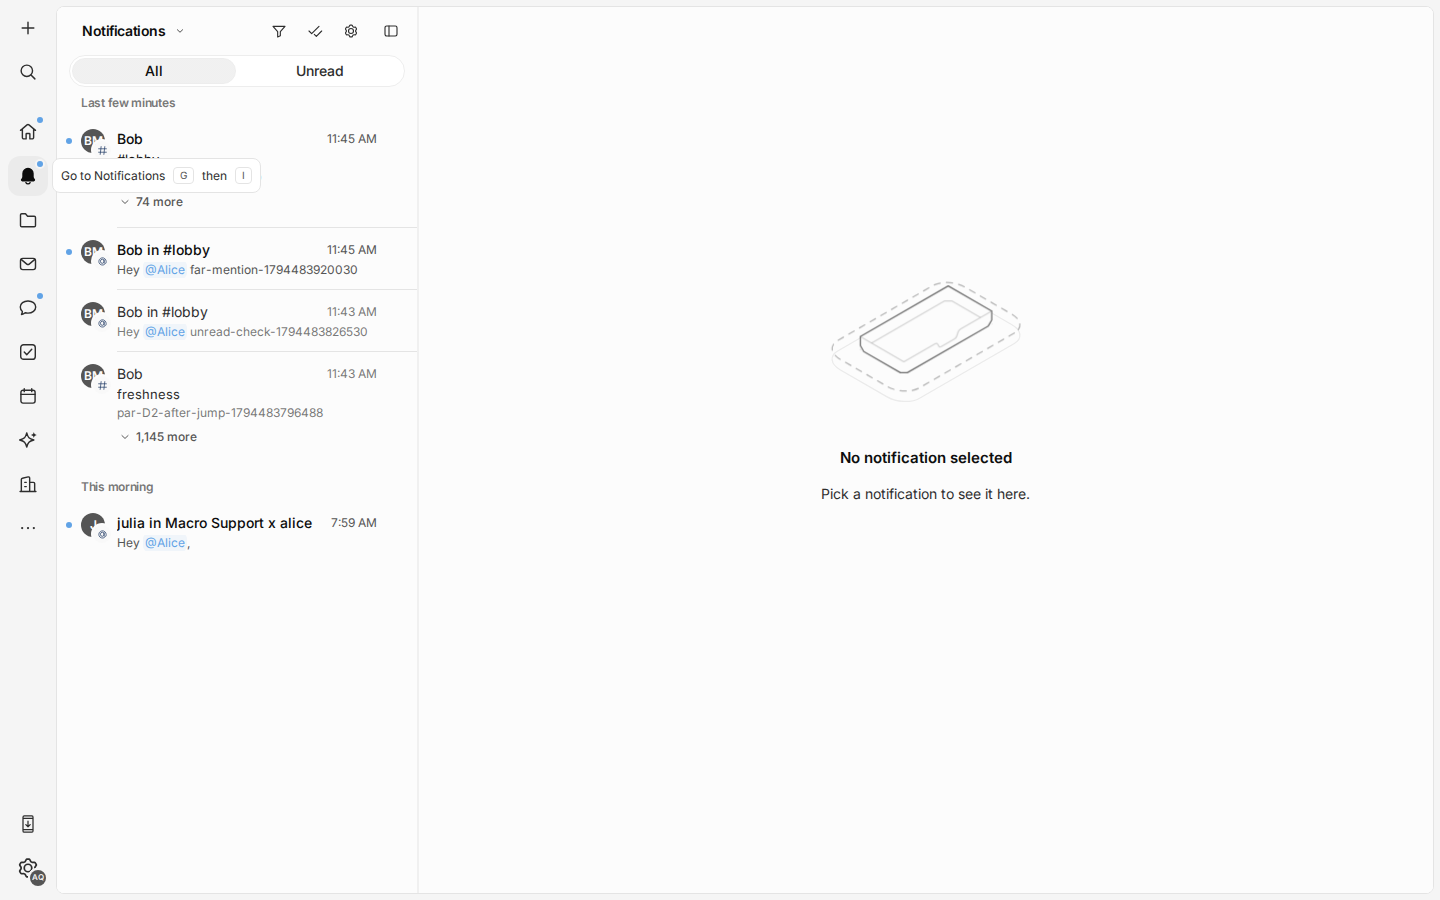 Notifications
All
Unread
Last few minutes
Bob
11:45 AM
Go to Notifications G then I
74 more
Bob in #lobby
11:45 AM
Hey @Alice far-mention-1794483920030
Bob in #lobby
11:43 AM
Hey @Alice unread-check-1794483826530
Bob
11:43 AM
freshness
par-D2-after-jump-1794483796488
1,145 more
This morning
julia in Macro Support x alice
7:59 AM
Hey @Alice,
No notification selected
Pick a notification to see it here.
AQ